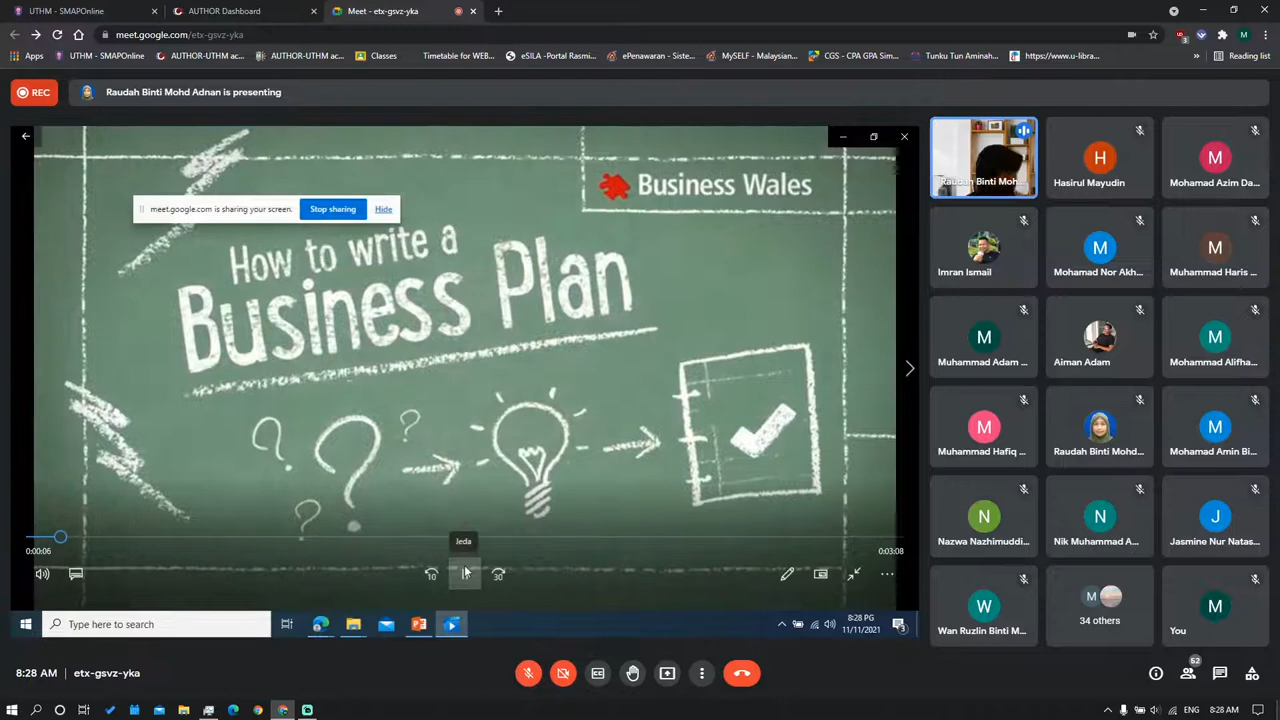 UTHM - SMAPOnline
AUTHOR Dashboard
Meet - etx-gsvz-yka
meet.google.com/etx-gsvz-yka
Apps
UTHM - SMAPOnline
AUTHOR-UTHM ac...
AUTHOR-UTHM ac...
Classes
Timetable for WEB...
eSILA -Portal Rasmi...
ePenawaran - Siste...
MySELF - Malaysian...
CGS - CPA GPA Sim...
Tunku Tun Aminah...
https://www.u-libra...
Reading list
REC
Raudah Binti Mohd Adnan is presenting
Business Wales
meet.google.com is sharing your screen.
Stop sharing
Hide
How to write a
Business Plan
Jeda
0:00:06
0:03:08
10
30
Type here to search
8:28 PG
11/11/2021
3
Raudah Binti Moh...
H
Hasirul Mayudin
M
Mohamad Azim Da...
Imran Ismail
M
Mohamad Nor Akh...
M
Muhammad Haris ...
M
Muhammad Adam ...
Aiman Adam
M
Mohammad Alifha...
M
Muhammad Hafiq ...
Raudah Binti Mohd...
M
Mohamad Amin Bi...
N
Nazwa Nazhimuddi...
N
Nik Muhammad A...
J
Jasmine Nur Natas...
W
Wan Ruzlin Binti M...
M
34 others
M
You
8:28 AM
etx-gsvz-yka
52
ENG
8:28 AM